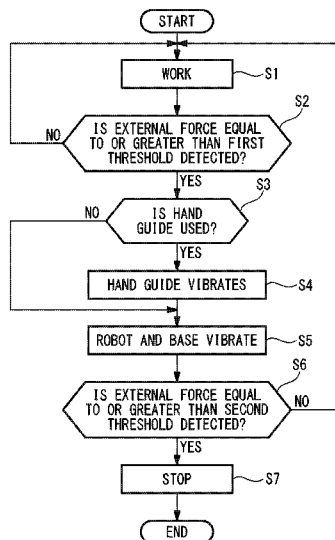 START
WORK
S1
S2
IS EXTERNAL FORCE EQUAL
TO OR GREATER THAN FIRST
THRESHOLD DETECTED?
NO
YES
S3
IS HAND
GUIDE USED?
NO
YES
HAND GUIDE VIBRATES
S4
ROBOT AND BASE VIBRATE
S5
S6
IS EXTERNAL FORCE EQUAL
TO OR GREATER THAN SECOND
THRESHOLD DETECTED?
NO
YES
STOP
S7
END